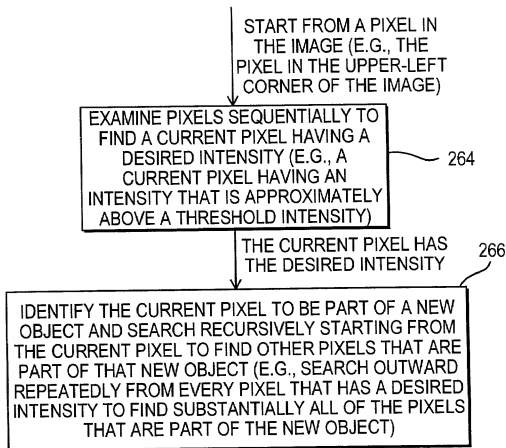 START FROM A PIXEL IN
THE IMAGE (E.G., THE
PIXEL IN THE UPPER-LEFT
CORNER OF THE IMAGE)
EXAMINE PIXELS SEQUENTIALLY TO
FIND A CURRENT PIXEL HAVING A
DESIRED INTENSITY (E.G., A
CURRENT PIXEL HAVING AN
INTENSITY THAT IS APPROXIMATELY
ABOVE A THRESHOLD INTENSITY)
264
THE CURRENT PIXEL HAS
THE DESIRED INTENSITY
266
IDENTIFY THE CURRENT PIXEL TO BE PART OF A NEW
OBJECT AND SEARCH RECURSIVELY STARTING FROM
THE CURRENT PIXEL TO FIND OTHER PIXELS THAT ARE
PART OF THAT NEW OBJECT (E.G., SEARCH OUTWARD
REPEATEDLY FROM EVERY PIXEL THAT HAS A DESIRED
INTENSITY TO FIND SUBSTANTIALLY ALL OF THE PIXELS
THAT ARE PART OF THE NEW OBJECT)